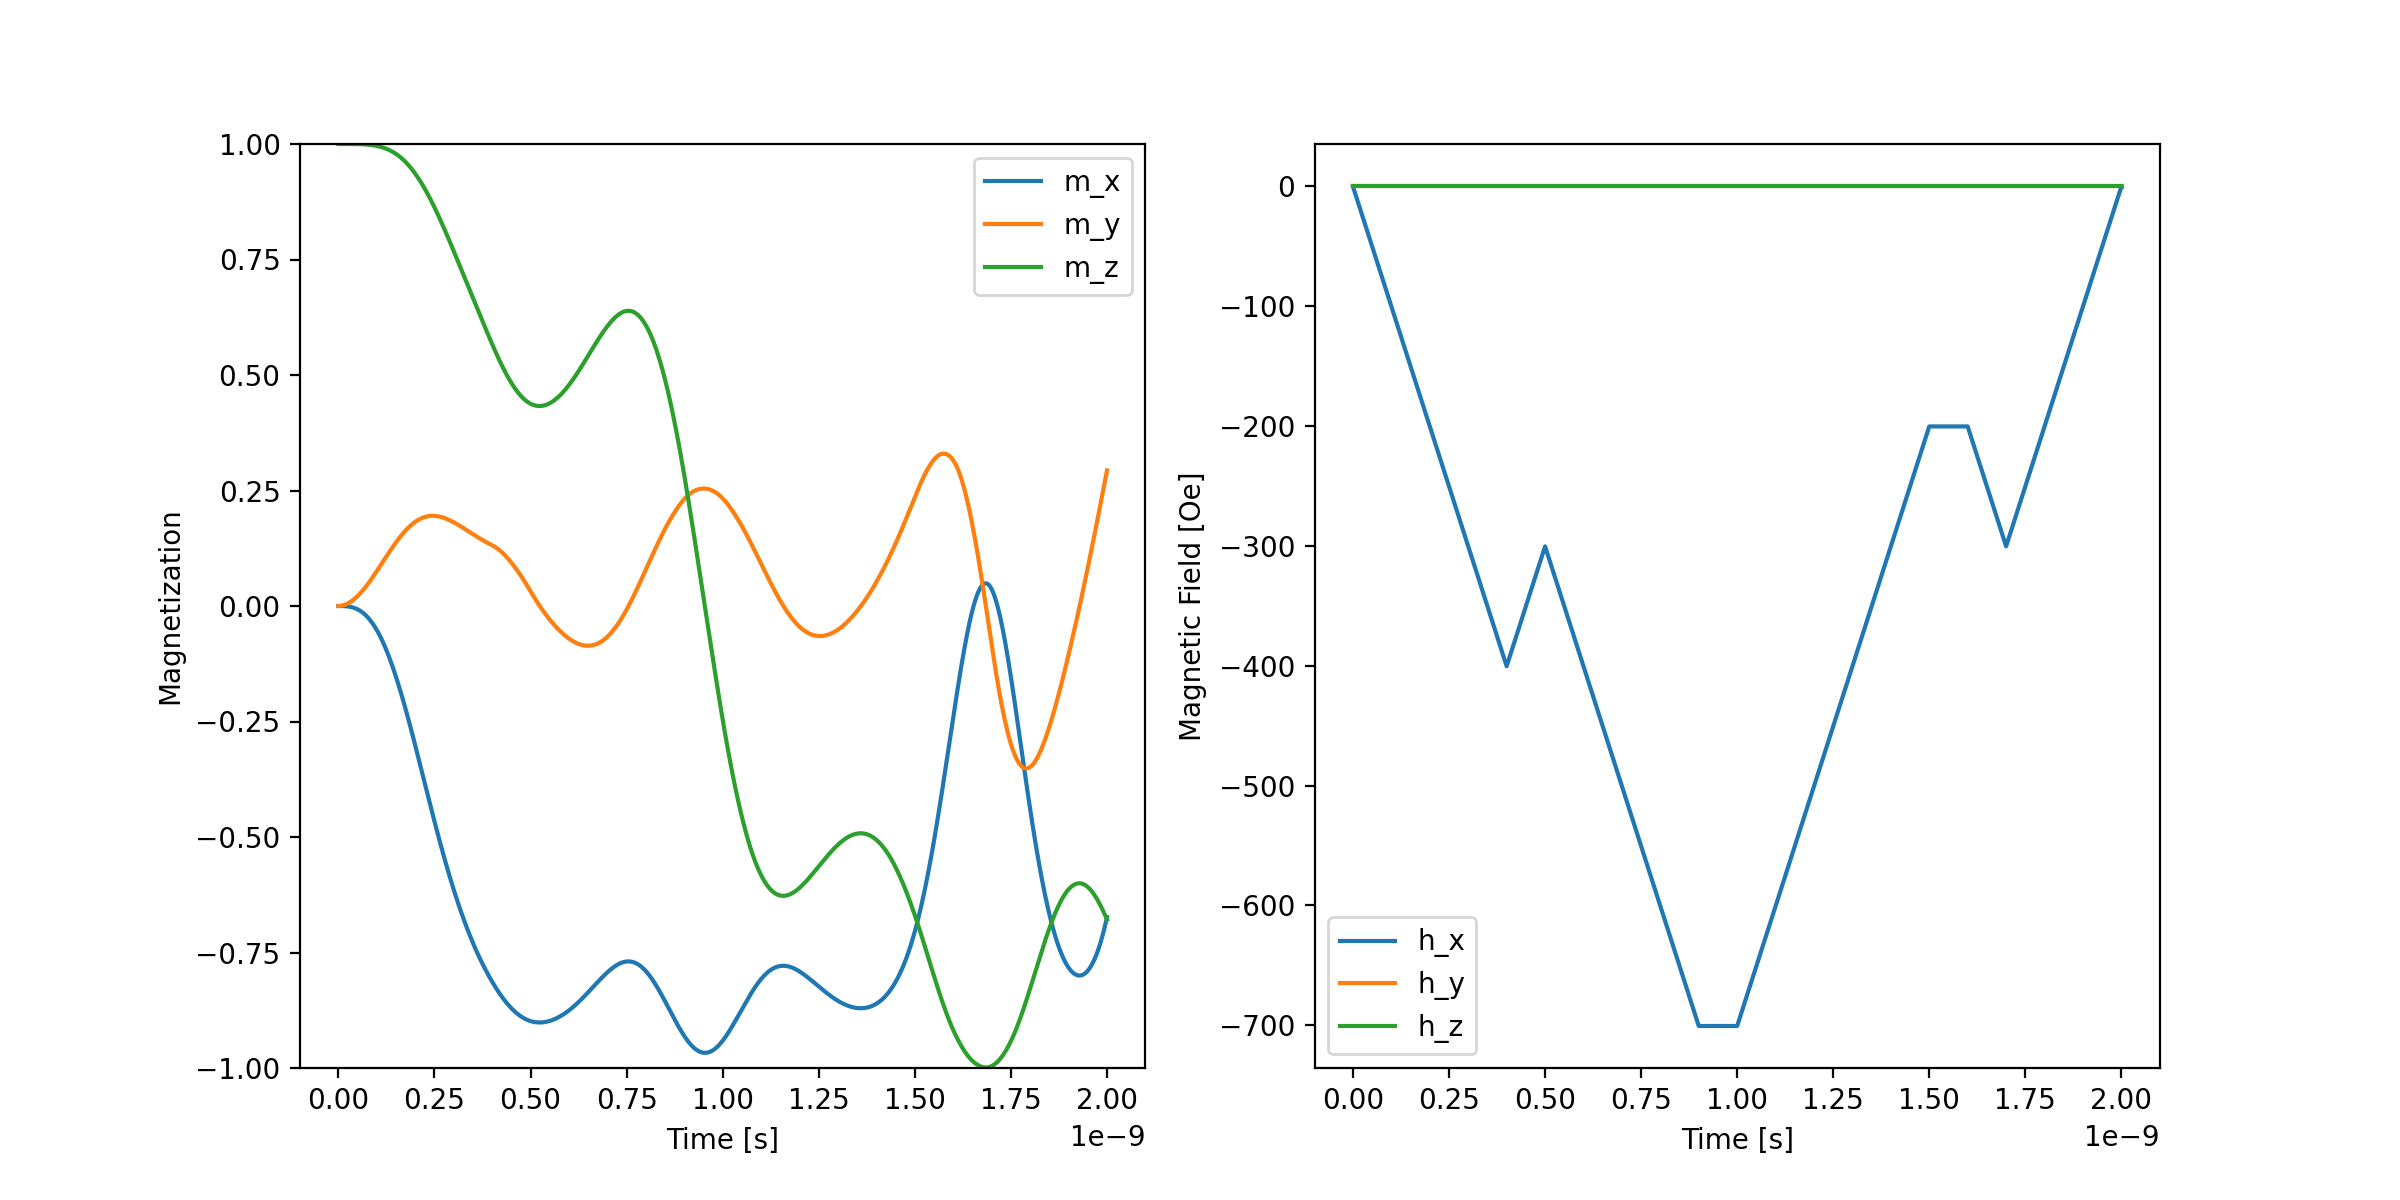 Magnetization
1.00
0.75
0.50
0.25
0.00
−0.25
−0.50
−0.75
−1.00
m_x
m_y
m_z
0.00 0.25 0.50 0.75 1.00 1.25 1.50 1.75 2.00
Time [s]
1e−9
Magnetic Field [Oe]
0
−100
−200
−300
−400
−500
−600
−700
h_x
h_y
h_z
0.00 0.25 0.50 0.75 1.00 1.25 1.50 1.75 2.00
Time [s]
1e−9